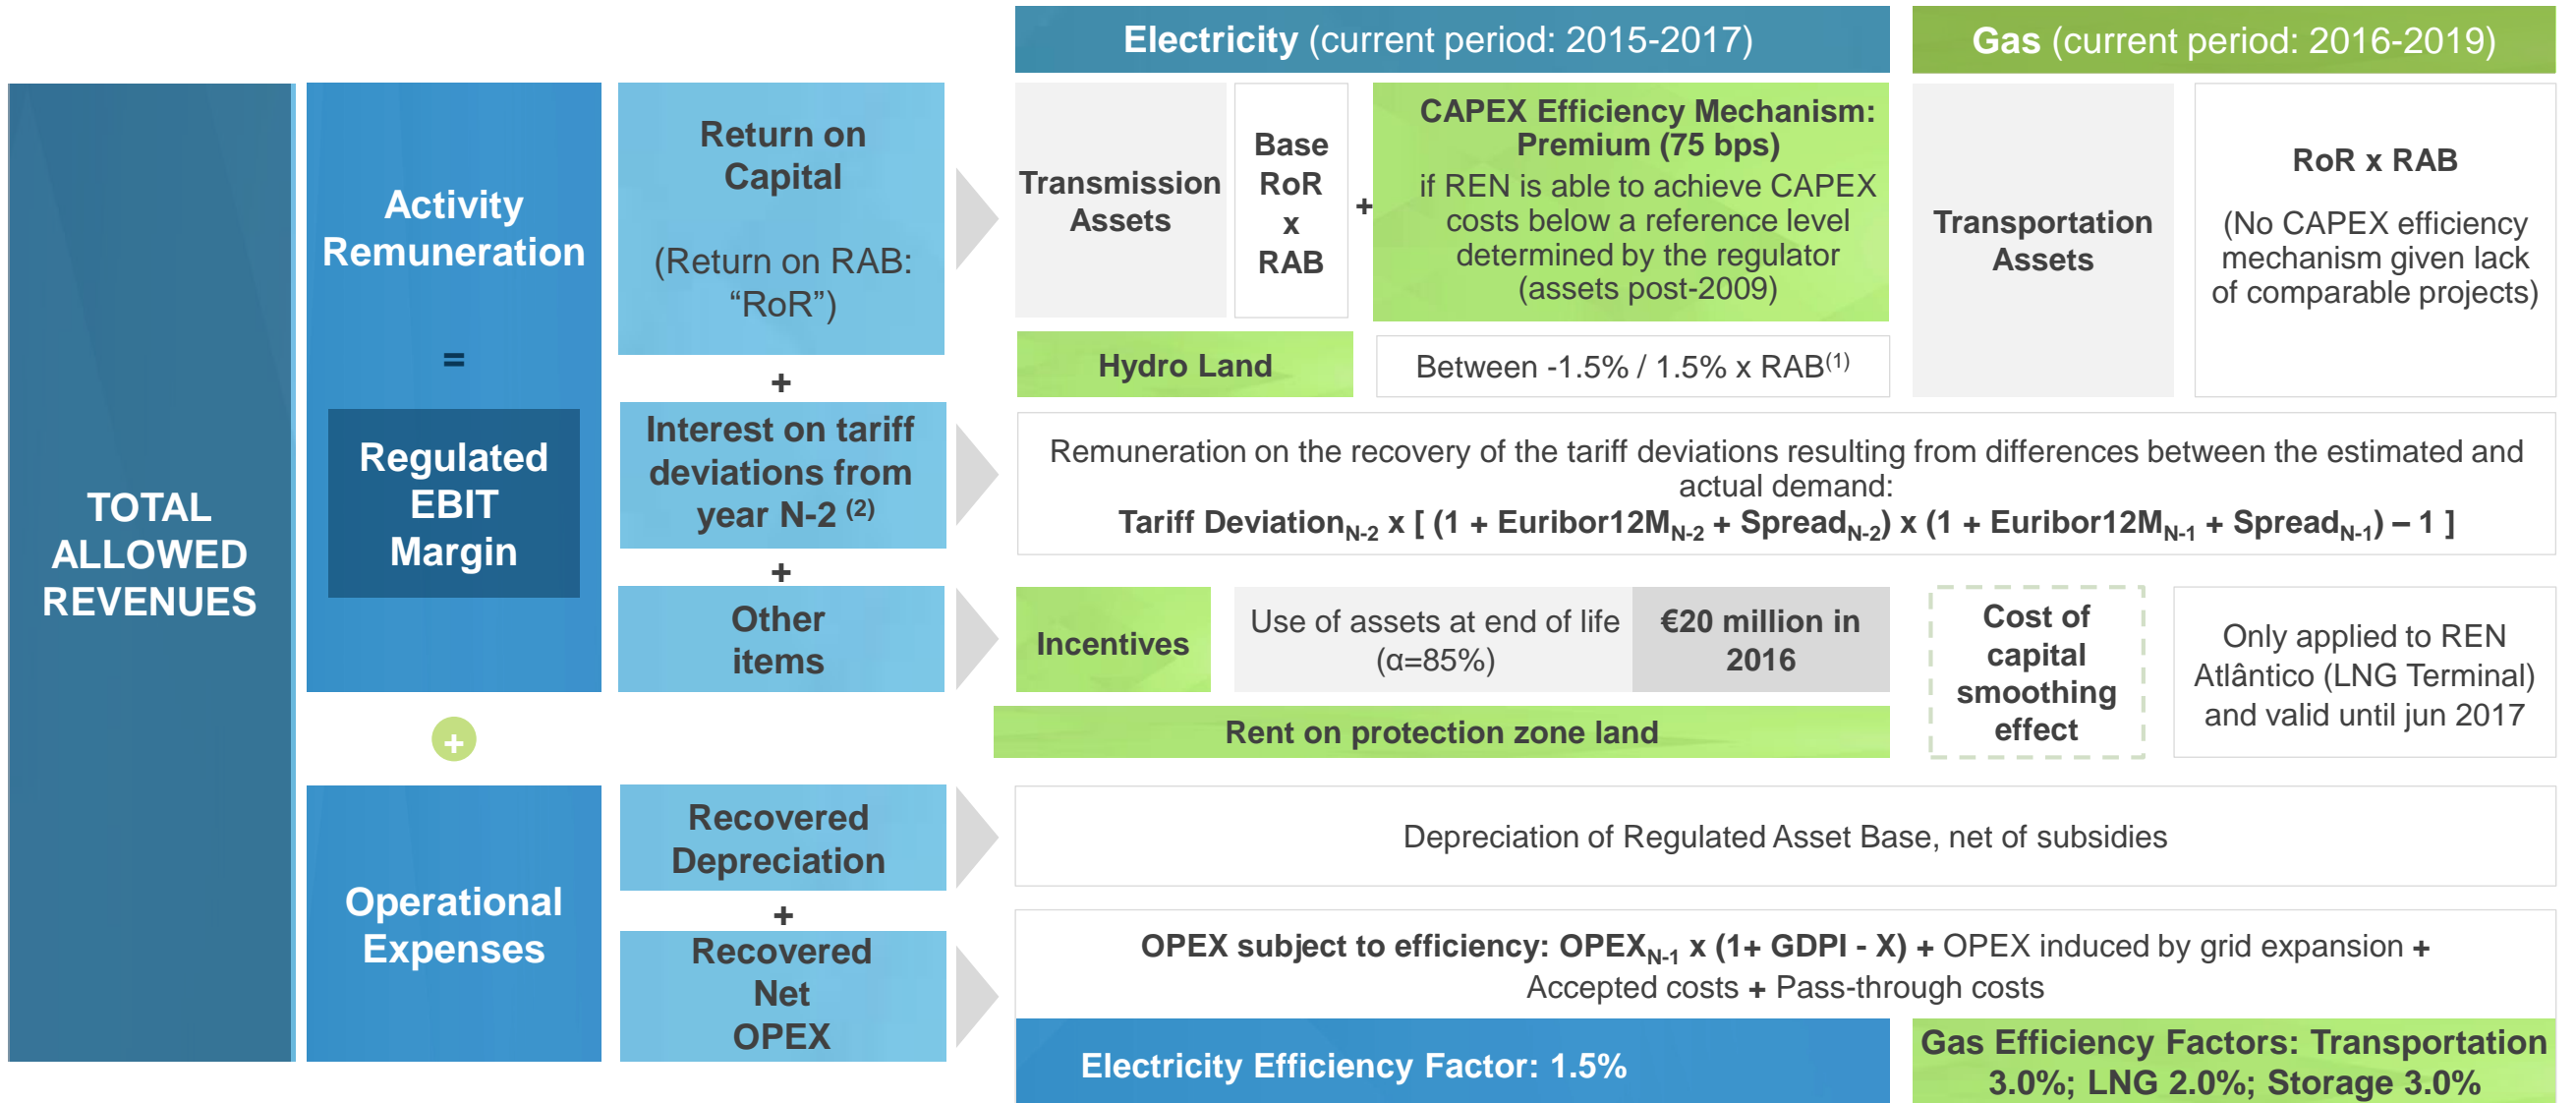 Electricity (current period: 2015-2017)
Gas (current period: 2016-2019)
TOTAL
ALLOWED
REVENUES
Activity
Remuneration
=
Regulated
EBIT
Margin
+
Operational
Expenses
Return on
Capital
(Return on RAB:
“RoR”)
+
Interest on tariff
deviations from
year N-2 (2)
+
Other
items
Recovered
Depreciation
+
Recovered
Net
OPEX
Transmission
Assets
Base
RoR
x
RAB
+
CAPEX Efficiency Mechanism:
Premium (75 bps)
if REN is able to achieve CAPEX
costs below a reference level
determined by the regulator
(assets post-2009)
Hydro Land
Between -1.5% / 1.5% x RAB(1)
Transportation
Assets
RoR x RAB
(No CAPEX efficiency
mechanism given lack
of comparable projects)
Remuneration on the recovery of the tariff deviations resulting from differences between the estimated and
actual demand:
Tariff DeviationN-2 x [ (1 + Euribor12MN-2 + SpreadN-2) x (1 + Euribor12MN-1 + SpreadN-1) – 1 ]
Incentives
Use of assets at end of life
(α=85%)
€20 million in
2016
Rent on protection zone land
Cost of
capital
smoothing
effect
Only applied to REN
Atlântico (LNG Terminal)
and valid until jun 2017
Depreciation of Regulated Asset Base, net of subsidies
OPEX subject to efficiency: OPEXN-1 x (1+ GDPI - X) + OPEX induced by grid expansion +
Accepted costs + Pass-through costs
Electricity Efficiency Factor: 1.5%
Gas Efficiency Factors: Transportation
3.0%; LNG 2.0%; Storage 3.0%